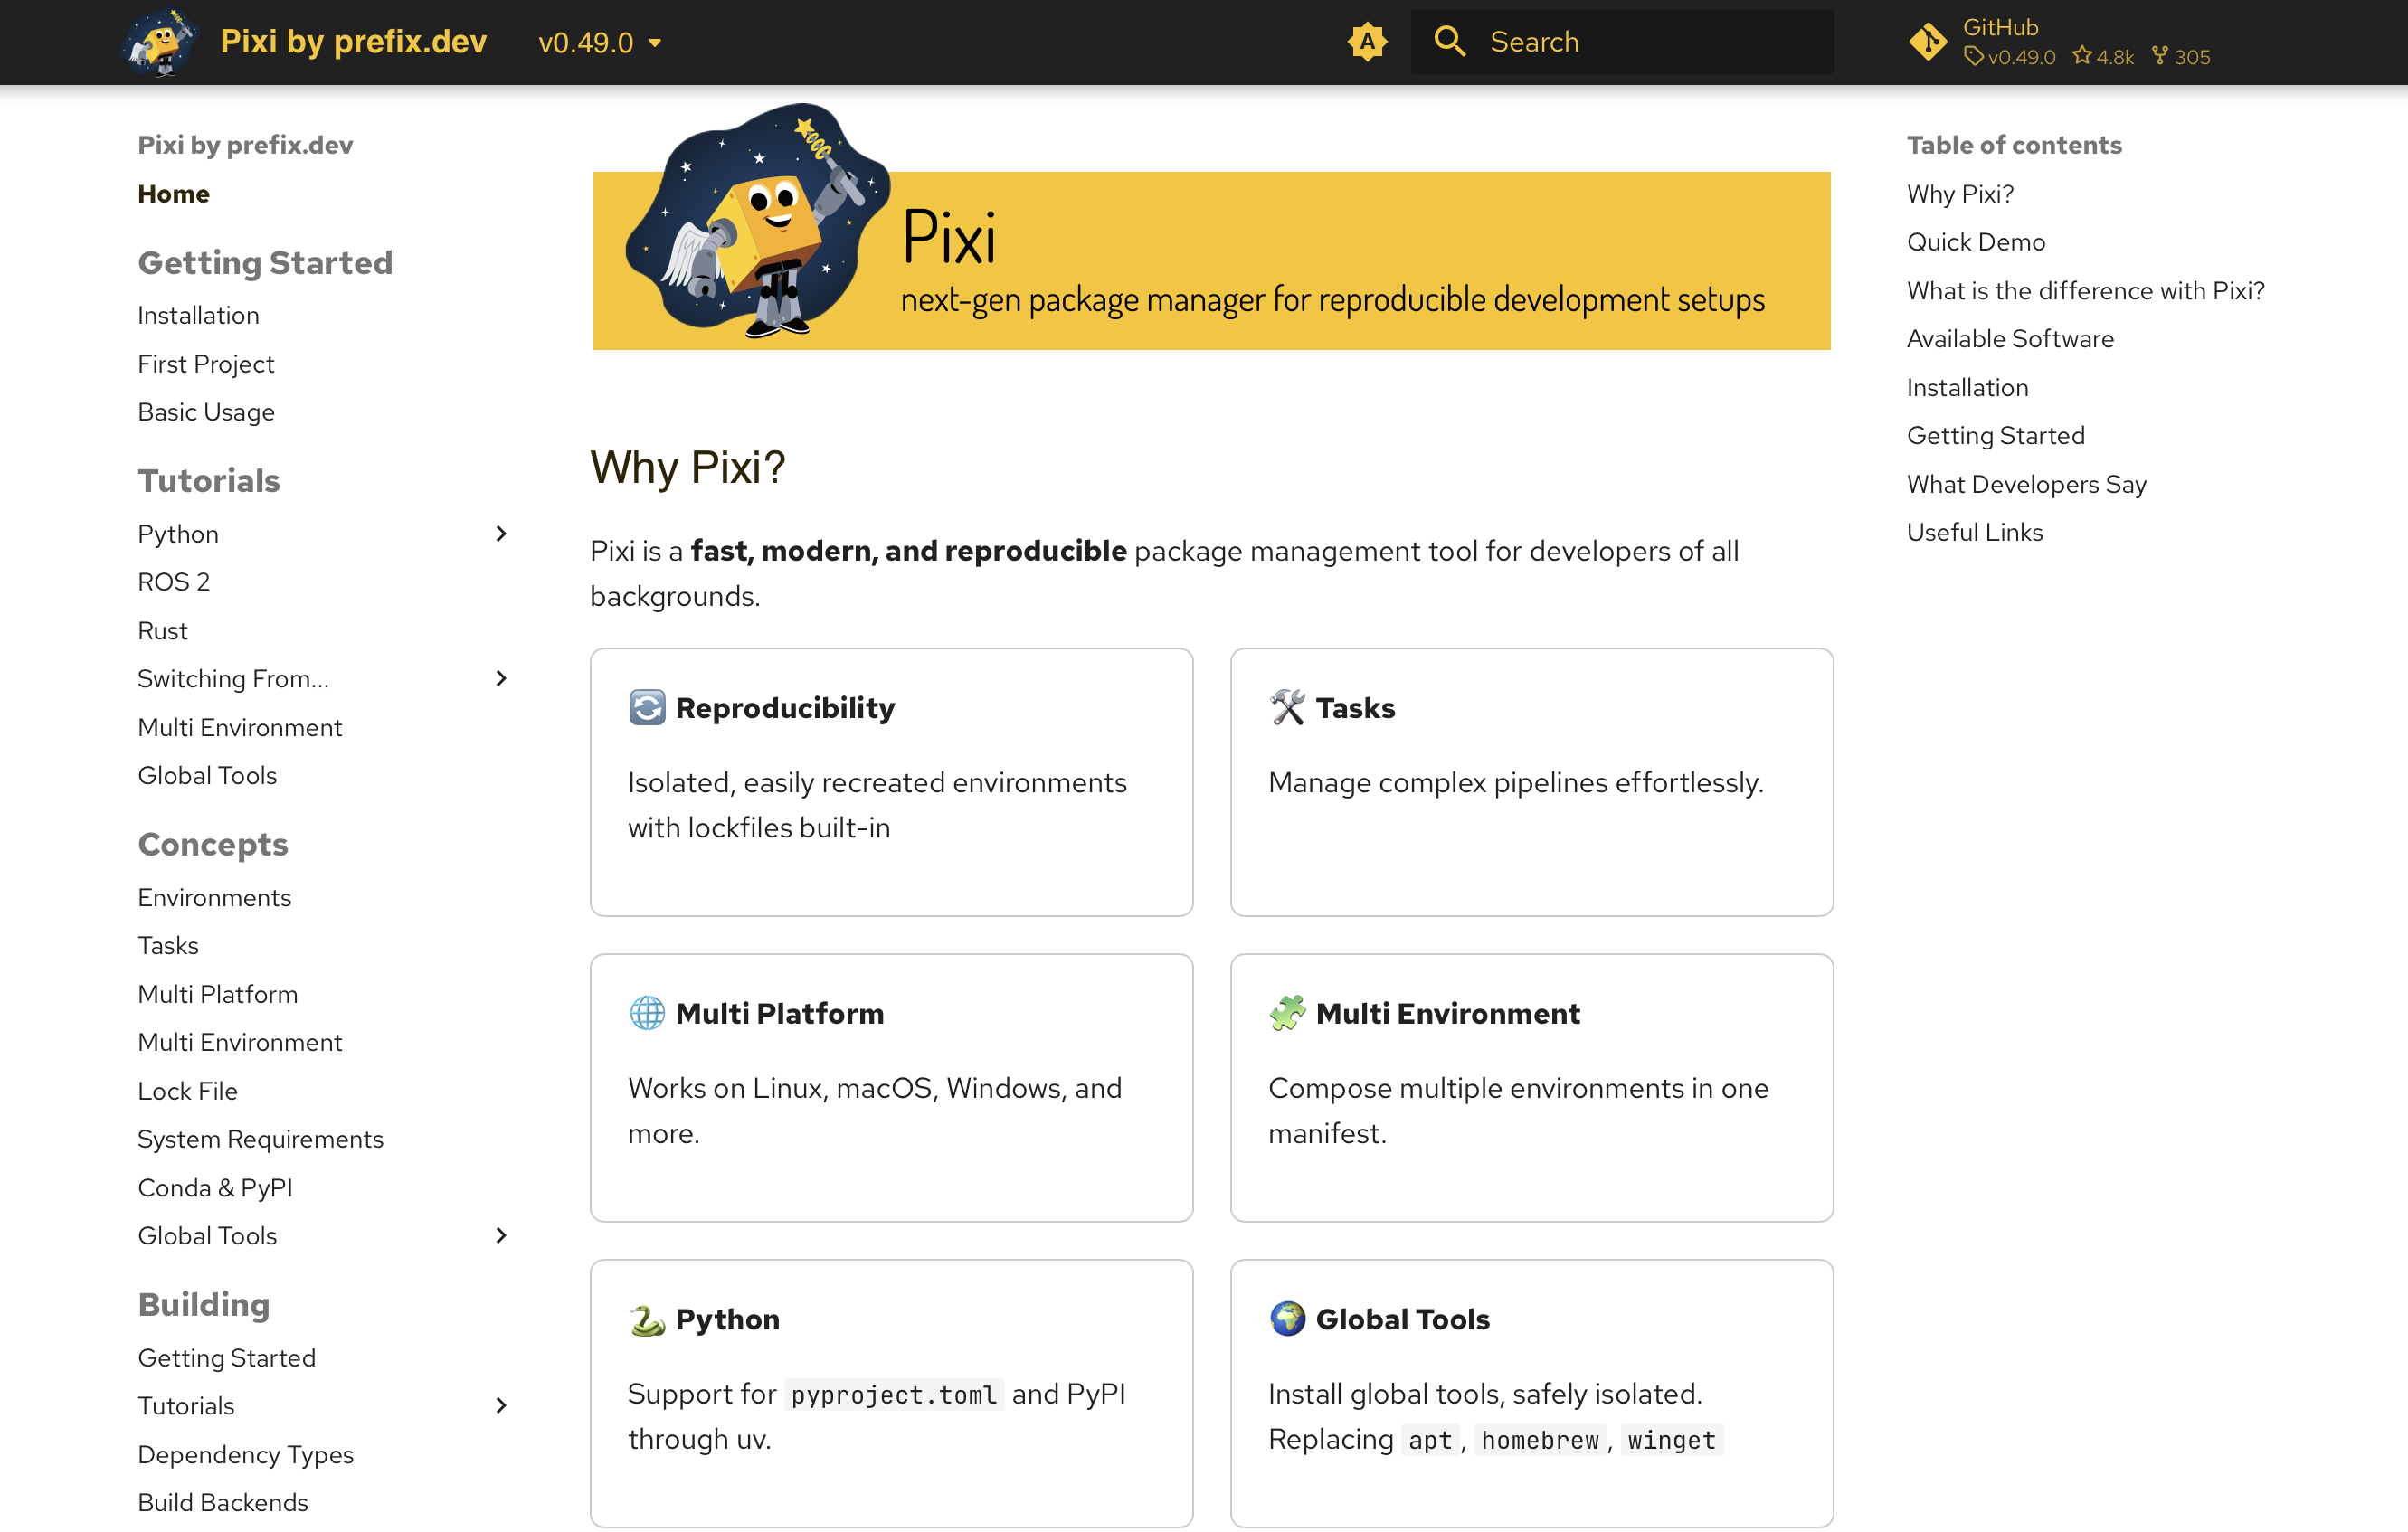 Pixi by prefix.dev
v0.49.0
A
Search
GitHub
v0.49.0 4.8k 305
Pixi by prefix.dev
Home
Getting Started
Installation
First Project
Basic Usage
Tutorials
Python
ROS 2
Rust
Switching From...
Multi Environment
Global Tools
Concepts
Environments
Tasks
Multi Platform
Multi Environment
Lock File
System Requirements
Conda & PyPI
Global Tools
Building
Getting Started
Tutorials
Dependency Types
Build Backends
Pixi
next-gen package manager for reproducible development setups
Why Pixi?
Pixi is a fast, modern, and reproducible package management tool for developers of all
backgrounds.
Reproducibility
Isolated, easily recreated environments
with lockfiles built-in
Tasks
Manage complex pipelines effortlessly.
Multi Platform
Works on Linux, macOS, Windows, and
more.
Multi Environment
Compose multiple environments in one
manifest.
Python
Support for pyproject.toml and PyPI
through uv.
Global Tools
Install global tools, safely isolated.
Replacing apt, homebrew, winget
Table of contents
Why Pixi?
Quick Demo
What is the difference with Pixi?
Available Software
Installation
Getting Started
What Developers Say
Useful Links